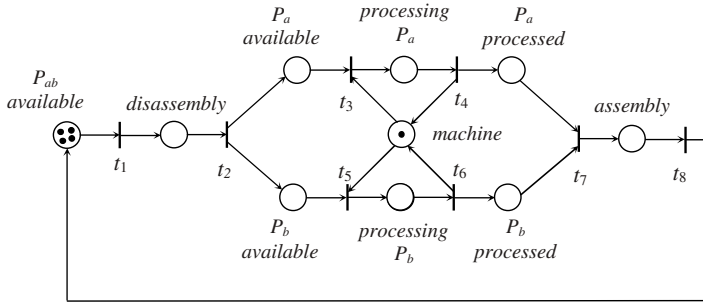 P_a
available
processing
P_a
P_a
processed
P_ab
available
disassembly
t_3
t_4
machine
assembly
t_1
t_2
t_5
t_6
t_7
t_8
P_b
available
processing
P_b
P_b
processed